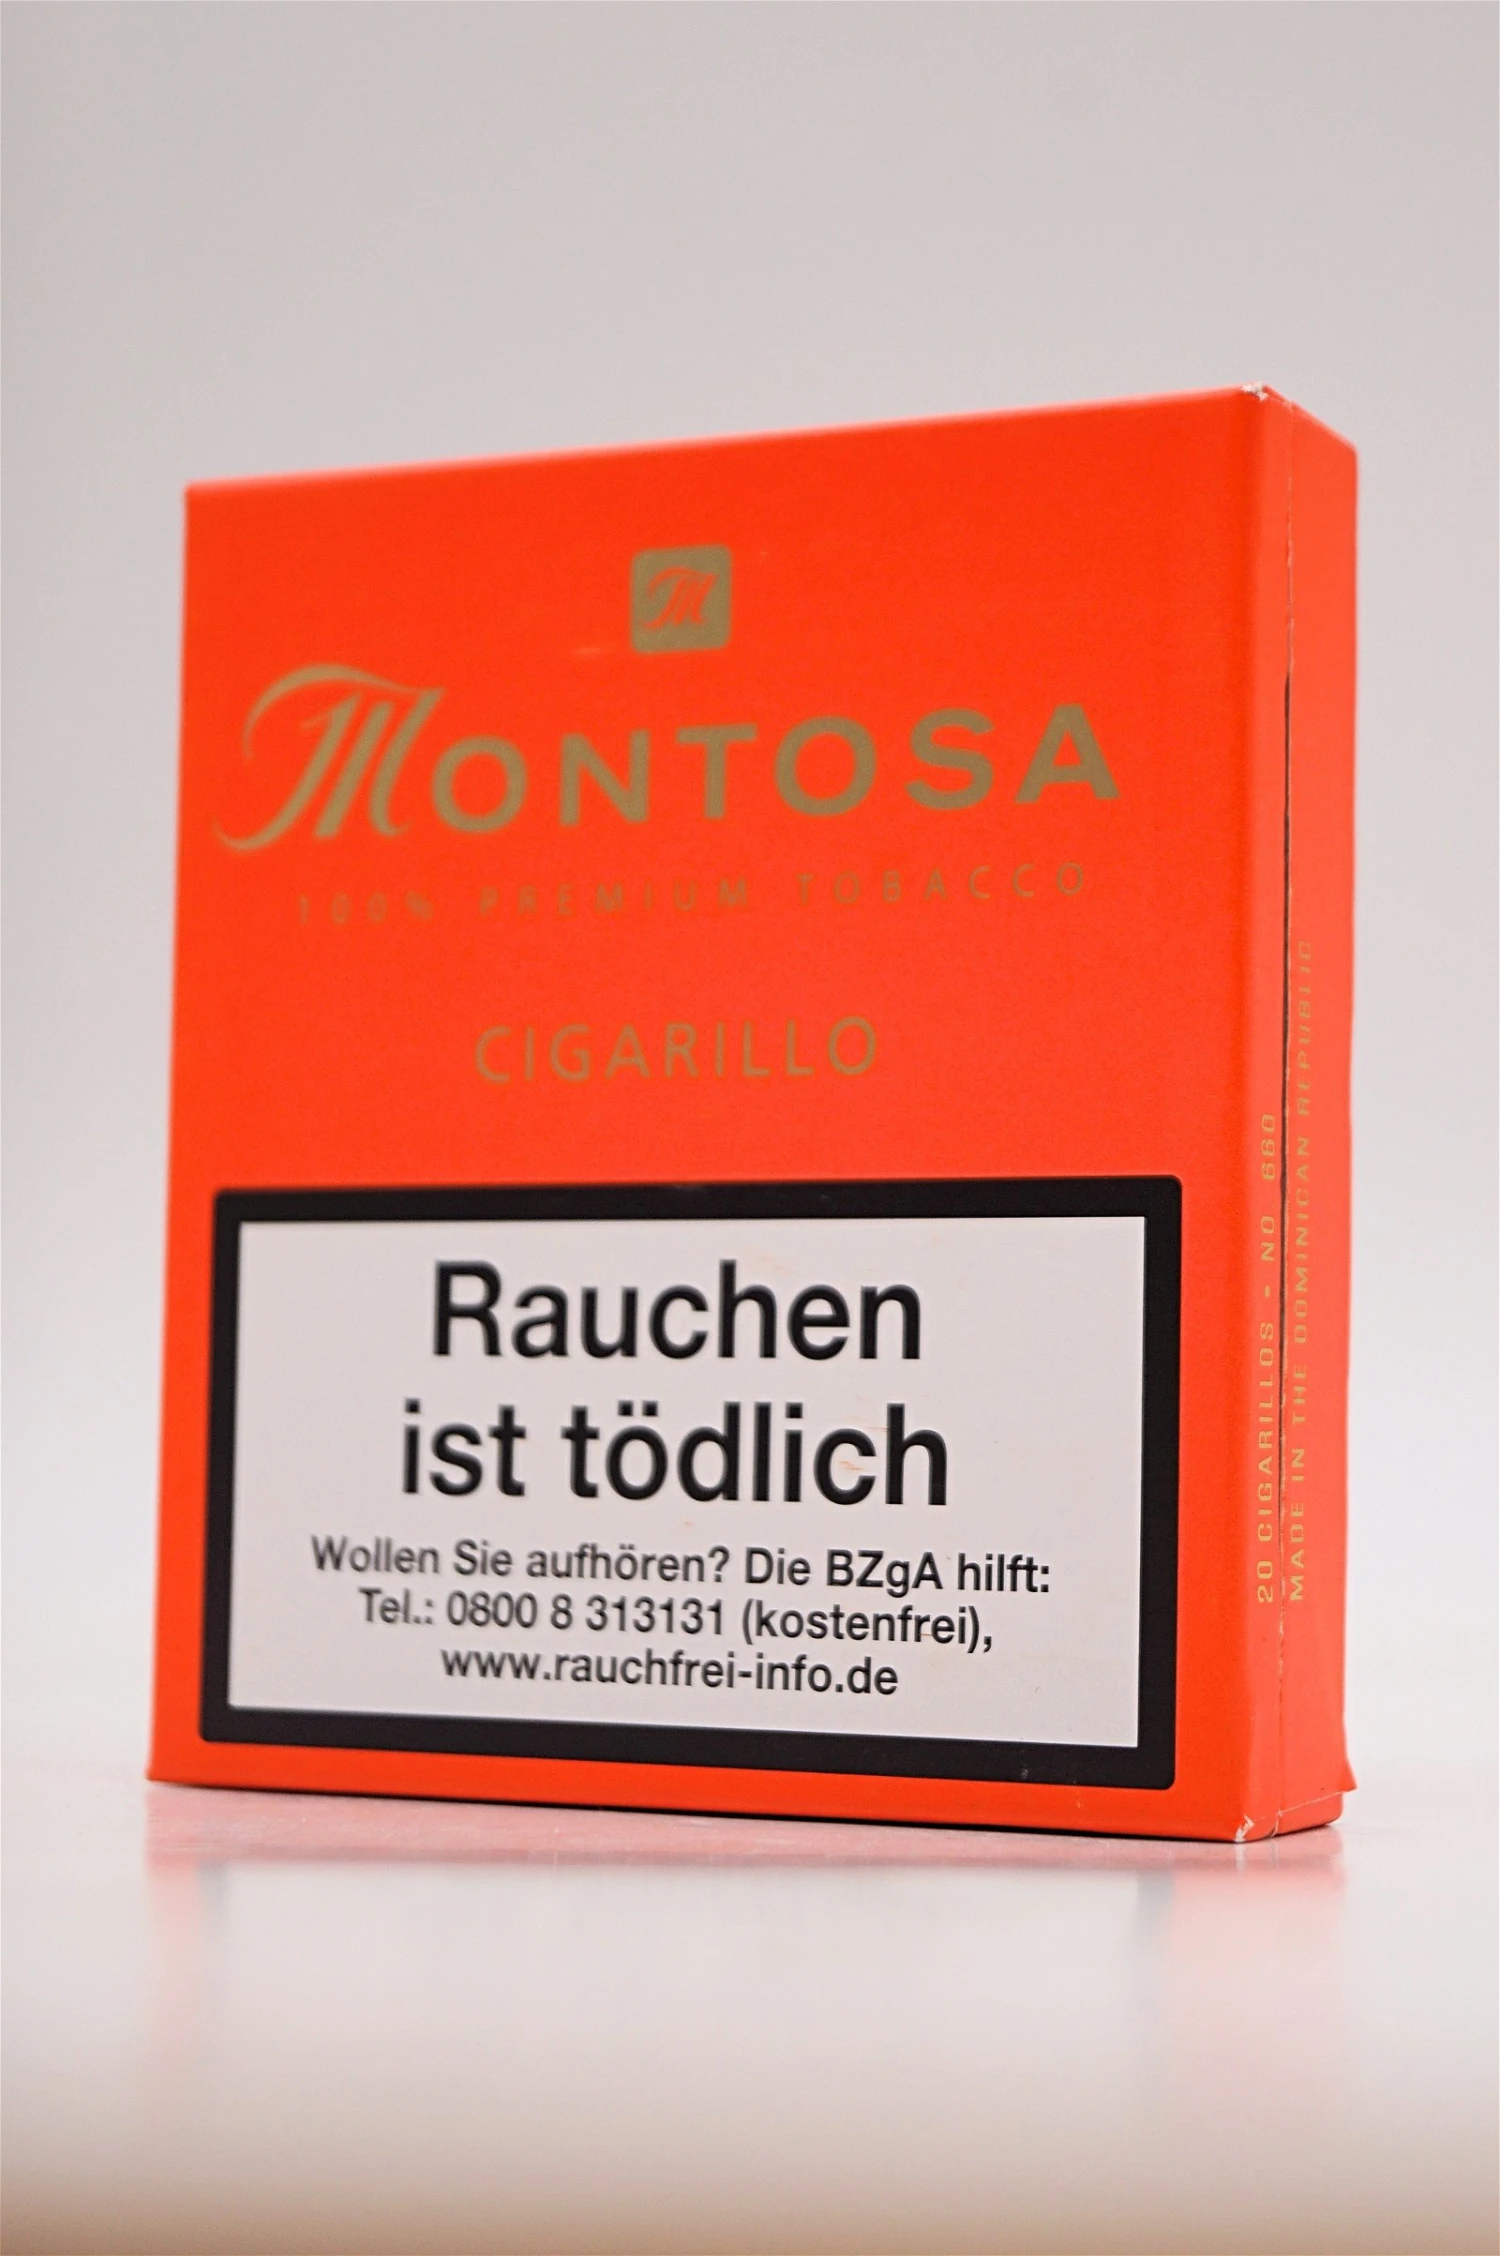 M
MONTOSA
100% PREMIUM TOBACCO
CIGARILLO
Rauchen
ist tödlich
Wollen Sie aufhören? Die BZgA hilft:
Tel.: 0800 8 313131 (kostenfrei),
www.rauchfrei-info.de
20 CIGARILLOS - NO 660
MADE IN THE DOMINICAN REPUBLIC